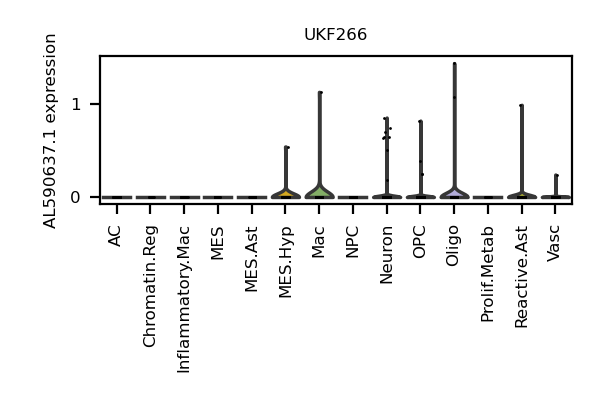 UKF266
AL590637.1 expression
1
0
AC
Chromatin.Reg
Inflammatory.Mac
MES
MES.Ast
MES.Hyp
Mac
NPC
Neuron
OPC
Oligo
Prolif.Metab
Reactive.Ast
Vasc